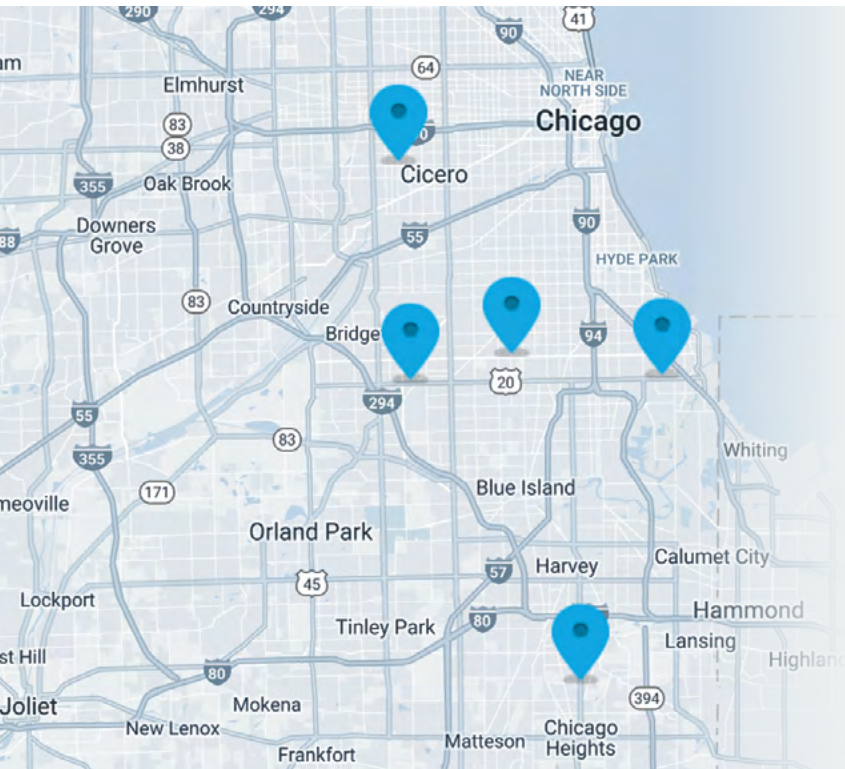 290
294
41
90
am
64
Elmhurst
NEAR
NORTH SIDE
83
Chicago
0
38
Cicero
355
Oak Brook
Downers
Grove
90
55
88
HYDE PARK
83
Countryside
Bridge
94
20
294
55
83
355
Whiting
171
Blue Island
meoville
Orland Park
Calumet City
Harvey
57
45
Lockport
Hammond
80
Tinley Park
Lansing
st Hill
Highland
80
394
Joliet
Mokena
New Lenox
Chicago
Heights
Matteson
Frankfort